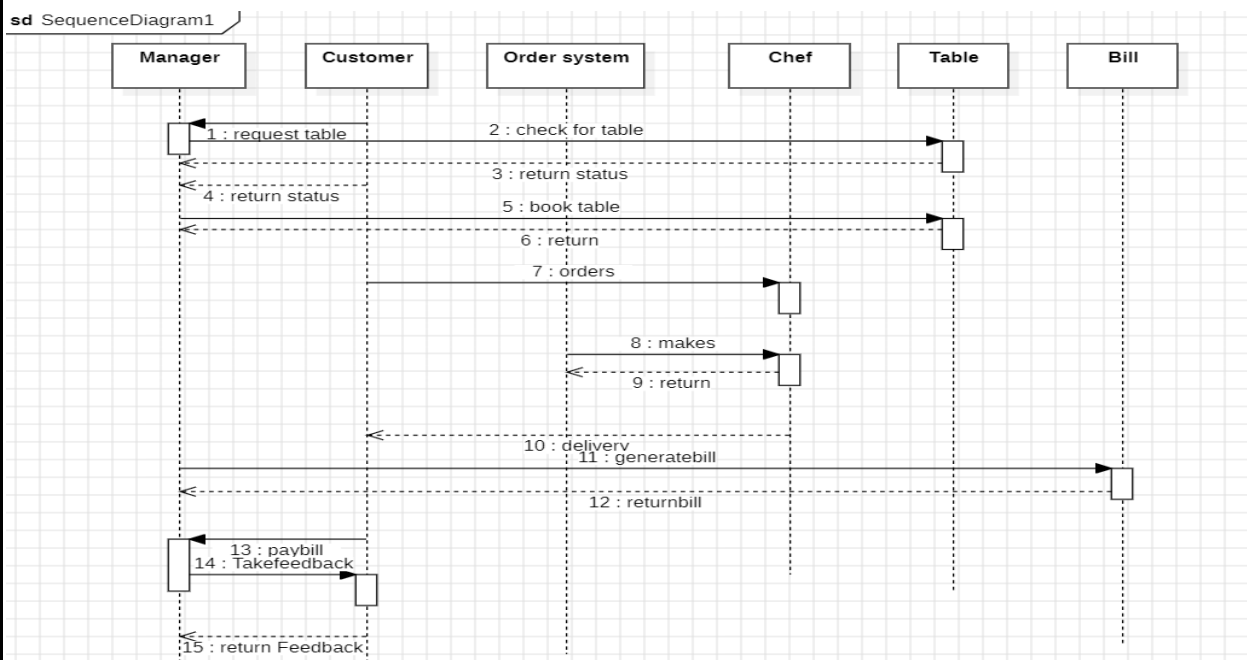 sd SequenceDiagram1
Manager
Customer
Order system
Chef
Table
Bill
1 : request table
2 : check for table
3 : return status
4 : return status
5 : book table
6 : return
7 : orders
8 : makes
9 : return
10 : delivery
11 : generatebill
12 : returnbill
13 : paybill
14 : Takefeedback
15 : return Feedback